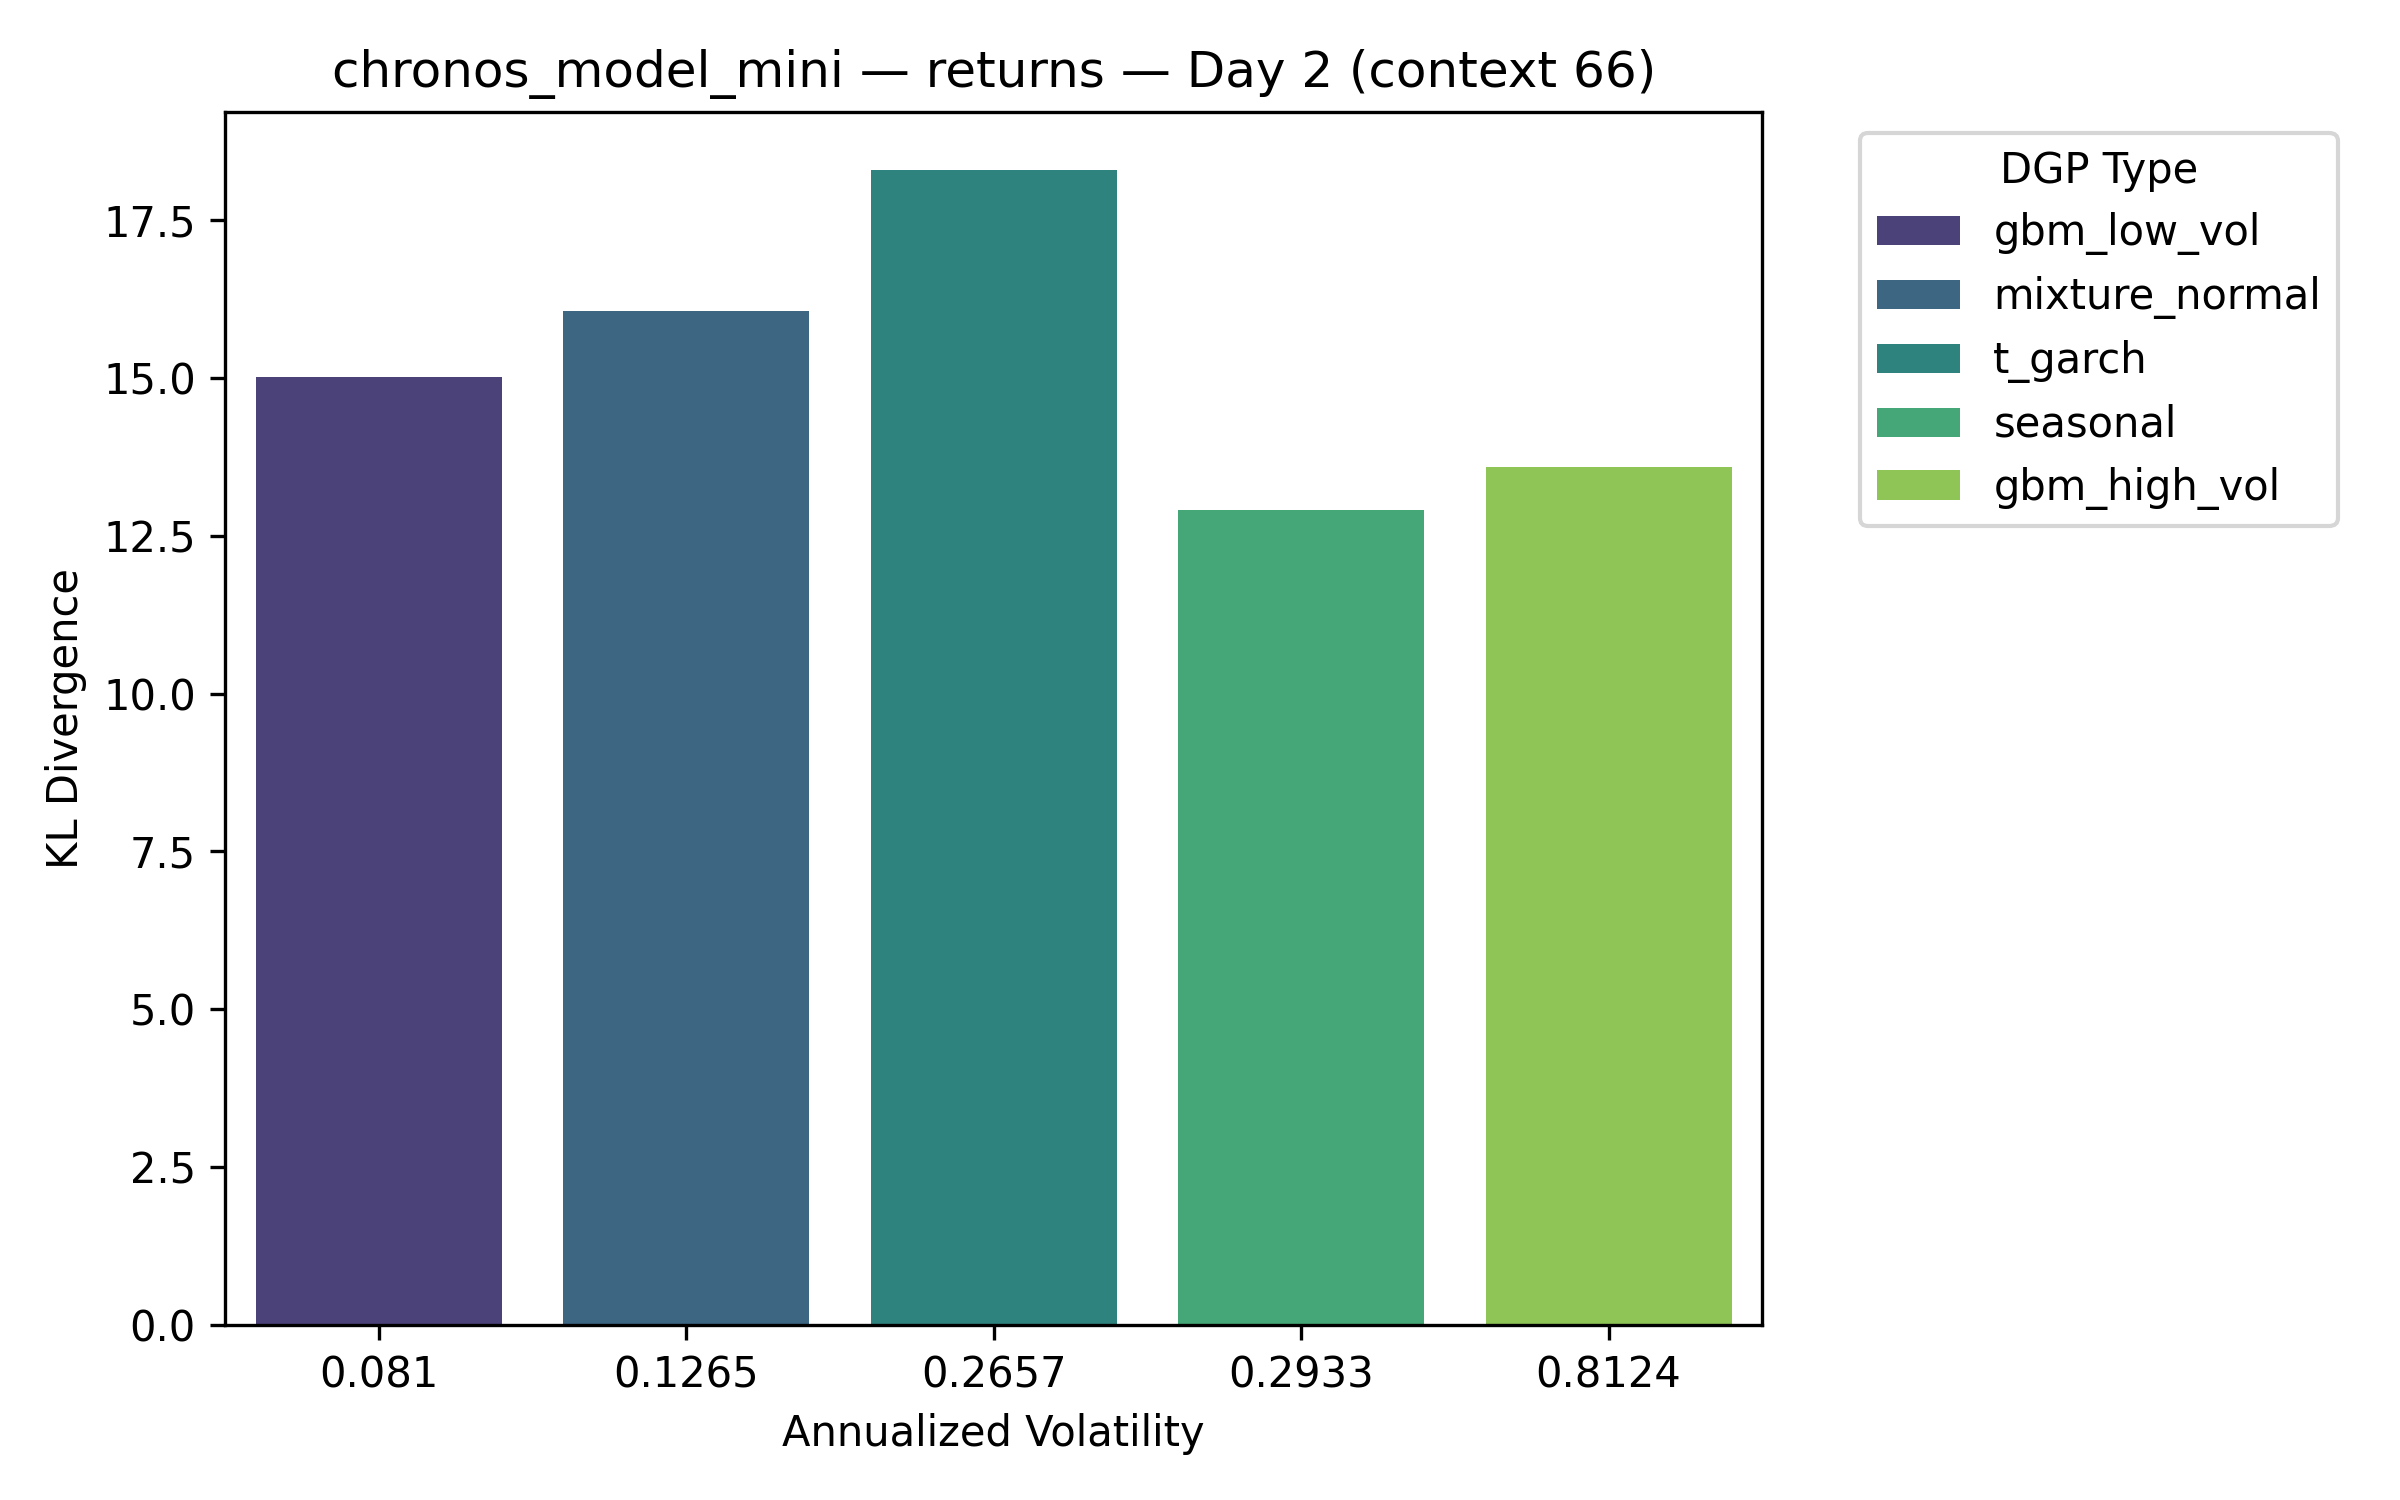 chronos_model_mini — returns — Day 2 (context 66)
KL Divergence
17.5
15.0
12.5
10.0
7.5
5.0
2.5
0.0
0.081 0.1265 0.2657 0.2933 0.8124
Annualized Volatility
DGP Type
gbm_low_vol
mixture_normal
t_garch
seasonal
gbm_high_vol